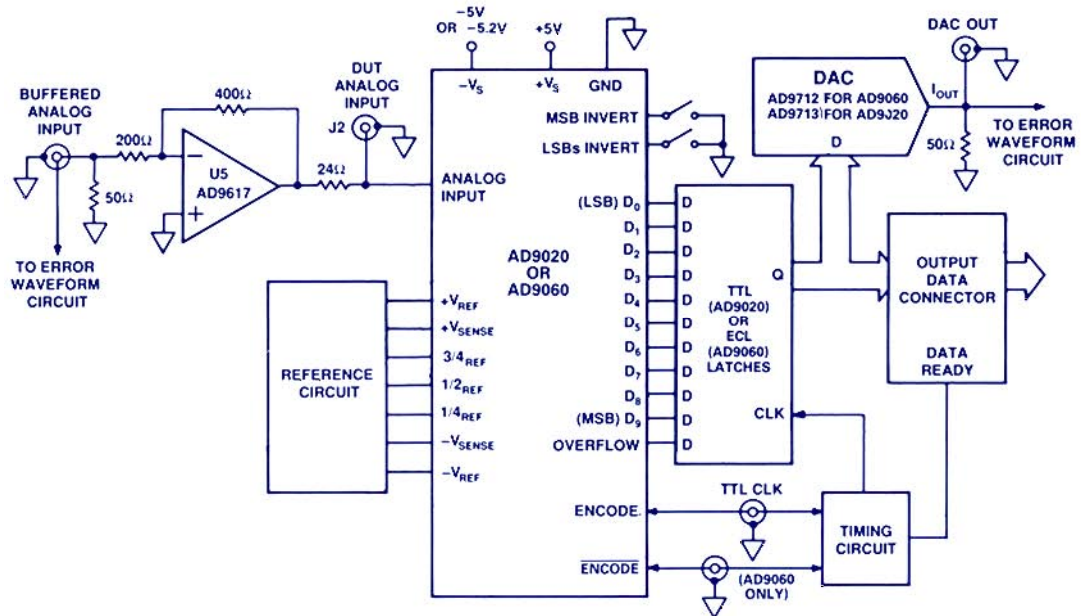 −5V
OR −5.2V
+5V
−VS
+VS
GND
BUFFERED
ANALOG
INPUT
200Ω
400Ω
50Ω
U5
AD9617
−
+
24Ω
DUT
ANALOG
INPUT
J2
TO ERROR
WAVEFORM
CIRCUIT
ANALOG
INPUT
AD9020
OR
AD9060
MSB INVERT
LSBs INVERT
(LSB) D0
D1
D2
D3
D4
D5
D6
D7
D8
(MSB) D9
OVERFLOW
ENCODE
ENCODE
REFERENCE
CIRCUIT
+VREF
+VSENSE
3/4REF
1/2REF
1/4REF
−VSENSE
−VREF
D
D
D
D
D
D
D
D
D
D
D
Q
TTL
(AD9020)
OR
ECL
(AD9060)
LATCHES
CLK
DAC
AD9712 FOR AD9060
AD9713 FOR AD9020
D
IOUT
DAC OUT
50Ω
TO ERROR
WAVEFORM
CIRCUIT
OUTPUT
DATA
CONNECTOR
DATA
READY
TTL CLK
(AD9060
ONLY)
TIMING
CIRCUIT